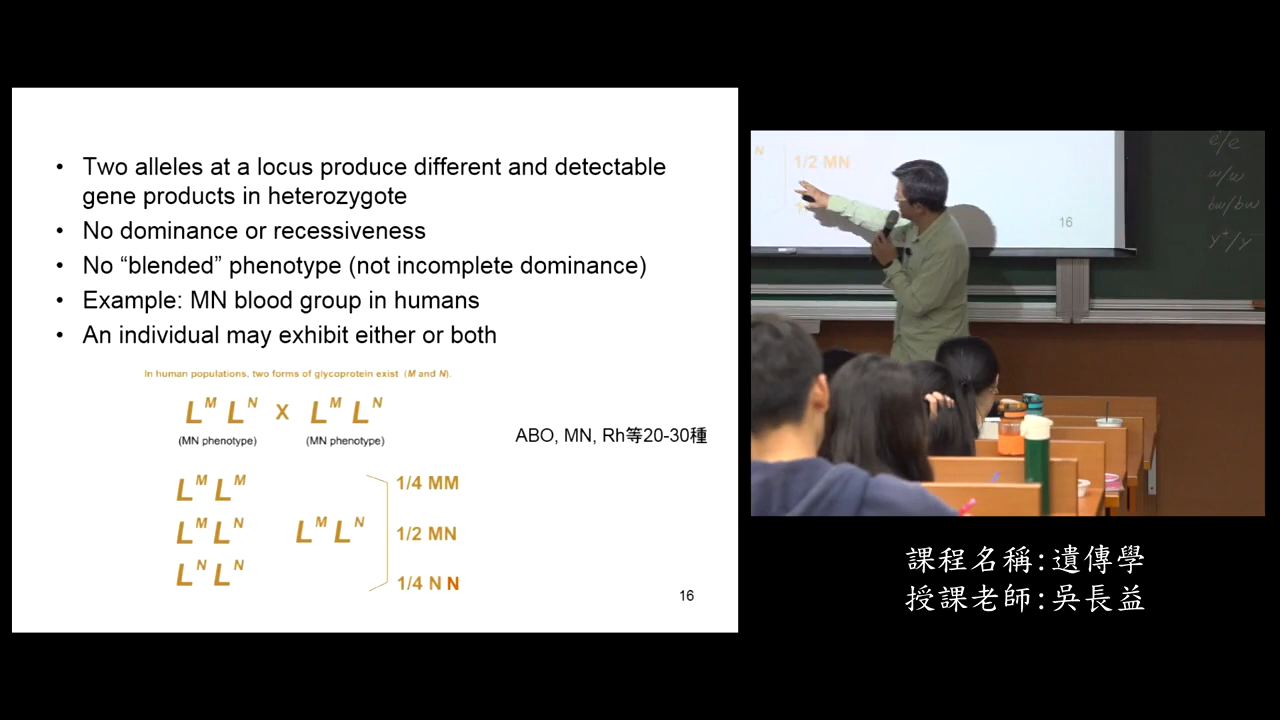 • Two alleles at a locus produce different and detectable
gene products in heterozygote
• No dominance or recessiveness
• No “blended” phenotype (not incomplete dominance)
• Example: MN blood group in humans
• An individual may exhibit either or both
In human populations, two forms of glycoprotein exist (M and N).
L^M L^N X L^M L^N
(MN phenotype) (MN phenotype)
ABO, MN, Rh等20-30種
L^M L^M 1/4 MM
L^M L^N L^M L^N 1/2 MN
L^N L^N 1/4 N N
16
N 1/2 MN
16
e/e
w/w
bw/bw
y⁺/y⁻
課程名稱:遺傳學
授課老師:吳長益